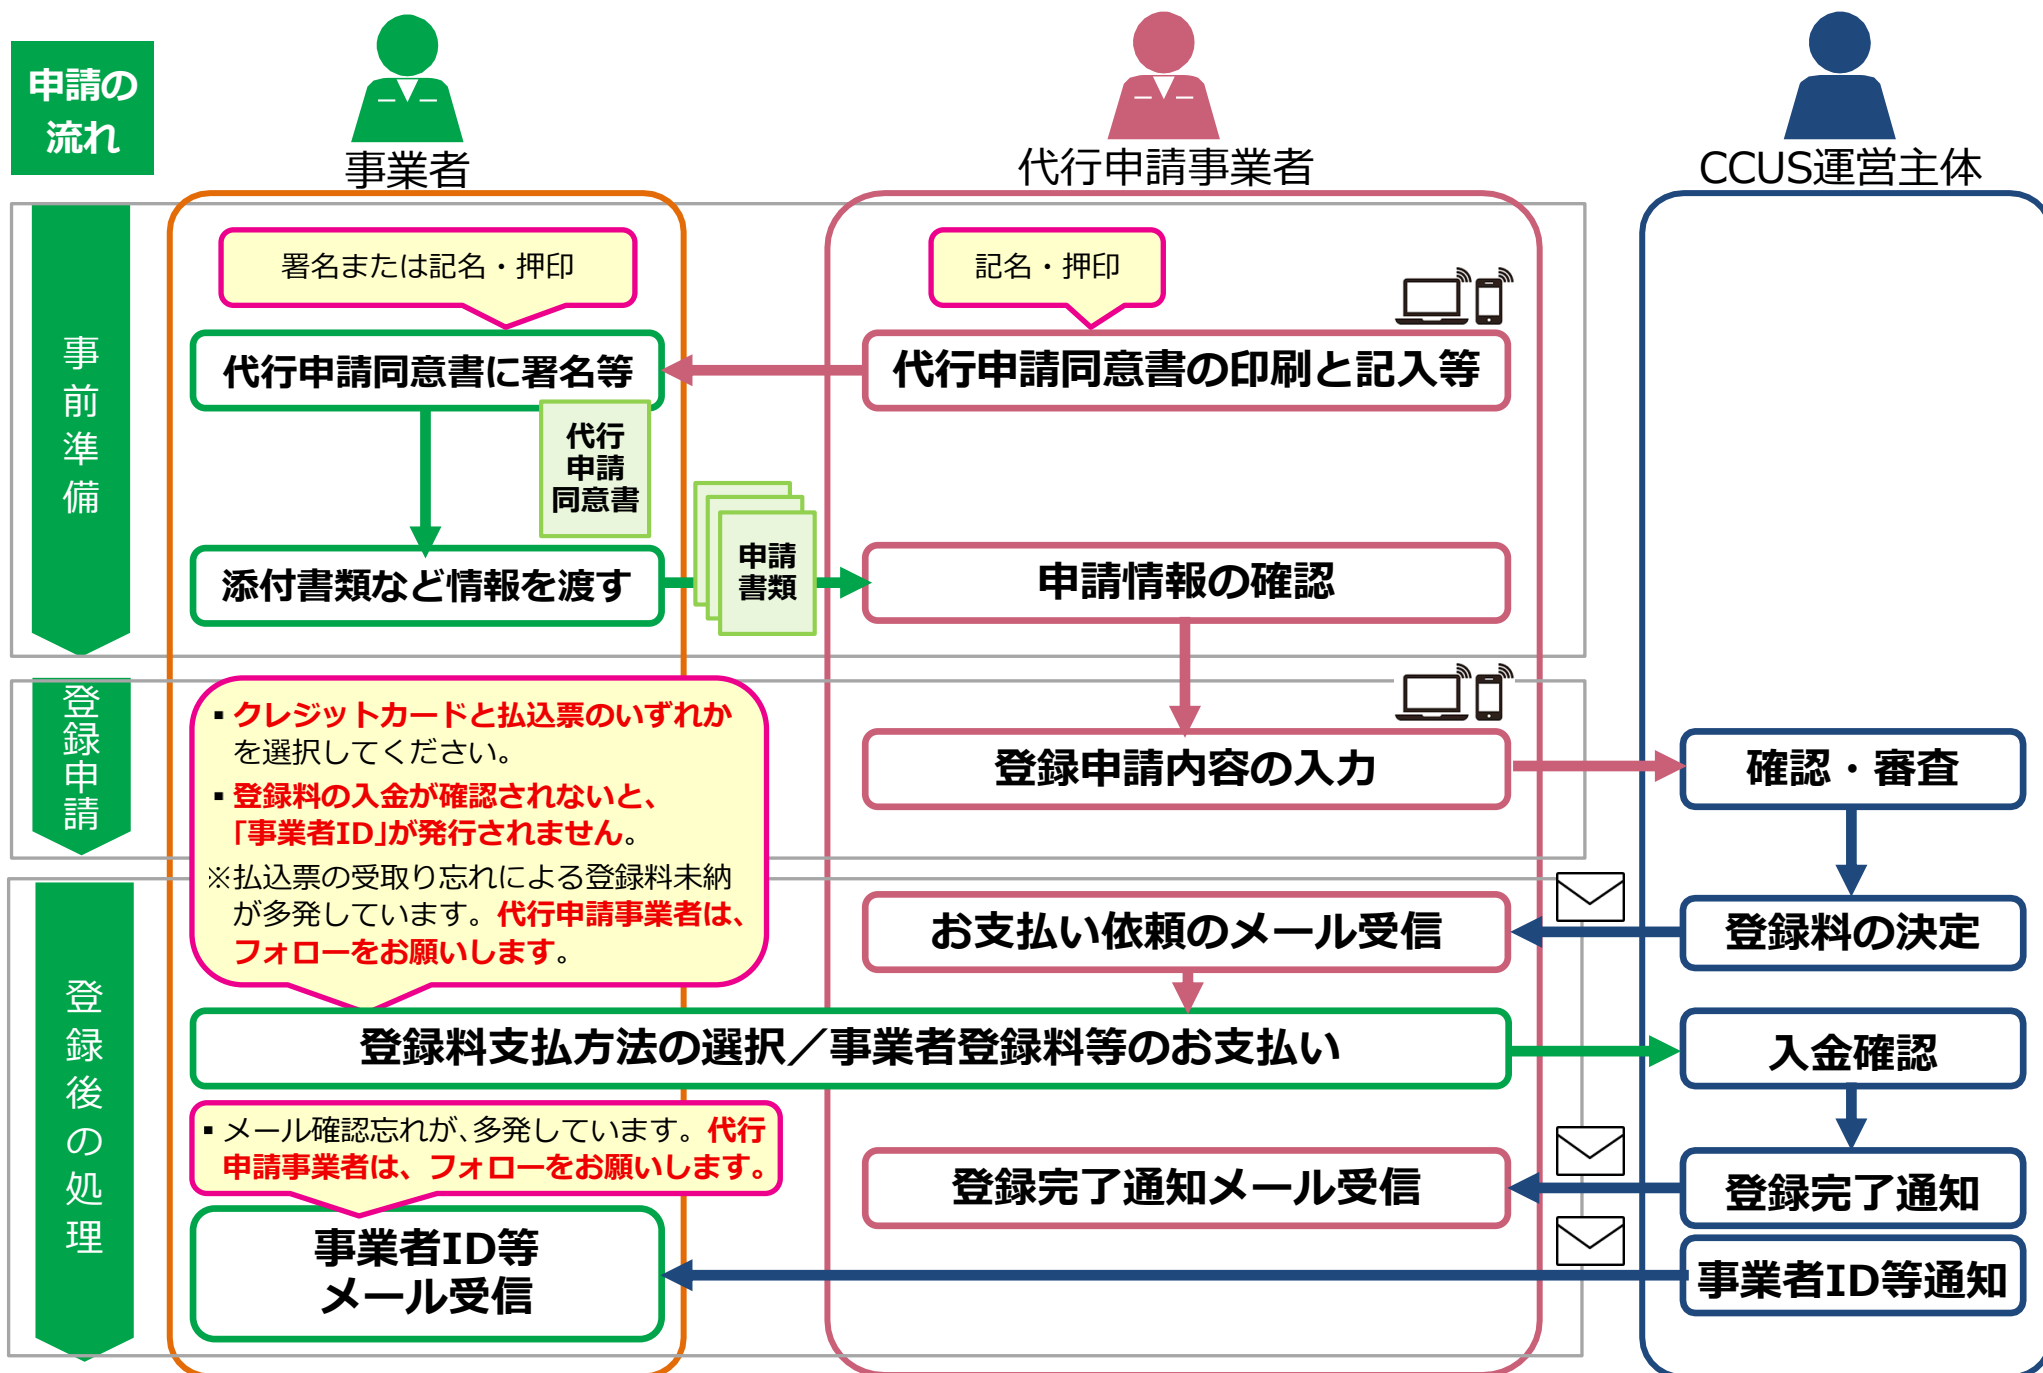 申請の
流れ
事業者
代行申請事業者
CCUS運営主体
事前準備
署名または記名・押印
記名・押印
代行申請同意書に署名等
代行申請同意書の印刷と記入等
代行
申請
同意書
申請
書類
添付書類など情報を渡す
申請情報の確認
登録申請
▪クレジットカードと払込票のいずれか
を選択してください。
▪登録料の入金が確認されないと、
「事業者ID」が発行されません。
※払込票の受取り忘れによる登録料未納
が多発しています。代行申請事業者は、
フォローをお願いします。
登録申請内容の入力
確認・審査
登録後の処理
お支払い依頼のメール受信
登録料の決定
登録料支払方法の選択／事業者登録料等のお支払い
入金確認
▪メール確認忘れが、多発しています。代行
申請事業者は、フォローをお願いします。
登録完了通知メール受信
登録完了通知
事業者ID等
メール受信
事業者ID等通知